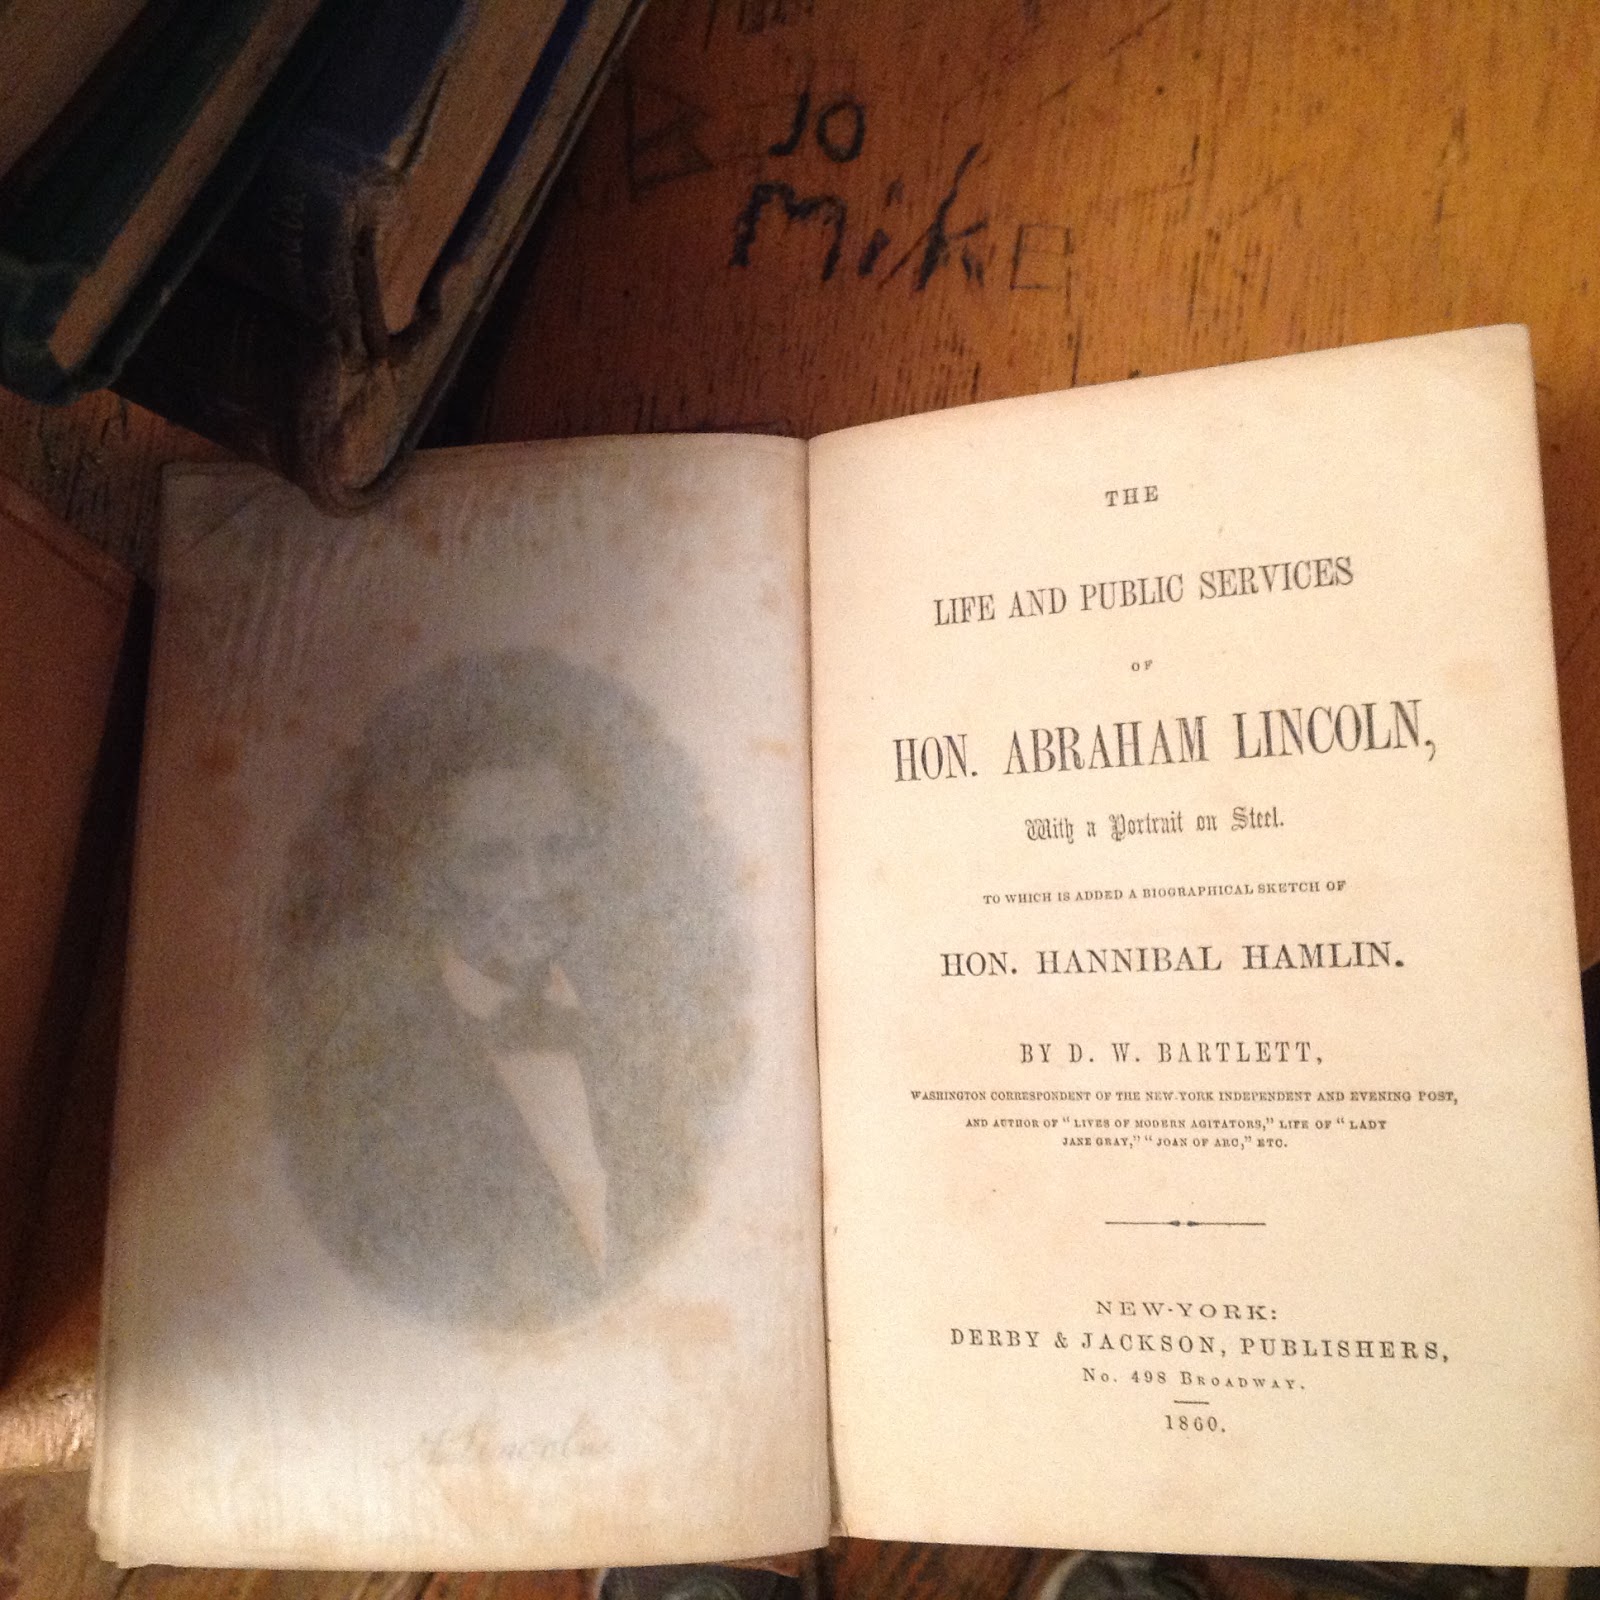 JO
Mike
THE
LIFE AND PUBLIC SERVICES
OF
HON. ABRAHAM LINCOLN,
With a Portrait on Steel.
TO WHICH IS ADDED A BIOGRAPHICAL SKETCH OF
HON. HANNIBAL HAMLIN.
BY D. W. BARTLETT,
WASHINGTON CORRESPONDENT OF THE NEW-YORK INDEPENDENT AND EVENING POST,
AND AUTHOR OF "LIVES OF MODERN AGITATORS," LIFE OF "LADY
JANE GRAY," "JOAN OF ARC," ETC.
NEW-YORK:
DERBY & JACKSON, PUBLISHERS,
No. 498 BROADWAY.
1860.
A. Lincoln